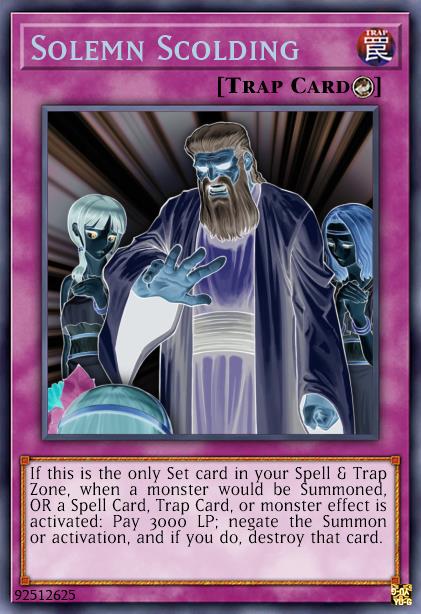 Solemn Scolding
TRAP
罠
[Trap Card]
If this is the only Set card in your Spell & Trap
Zone, when a monster would be Summoned,
OR a Spell Card, Trap Card, or monster effect is
activated: Pay 3000 LP; negate the Summon
or activation, and if you do, destroy that card.
92512625